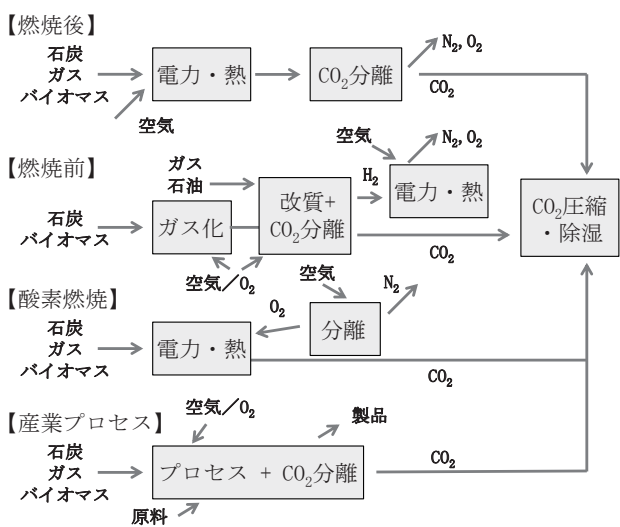 【燃焼後】
石炭
ガス
バイオマス
空気
電力・熱
CO₂分離
N₂,O₂
CO₂
【燃焼前】
ガス
石油
石炭
バイオマス
ガス化
空気／O₂
改質+
CO₂分離
H₂
空気
電力・熱
N₂,O₂
CO₂
CO₂圧縮
・除湿
【酸素燃焼】
石炭
ガス
バイオマス
電力・熱
O₂
空気
分離
N₂
CO₂
【産業プロセス】
石炭
ガス
バイオマス
空気／O₂
原料
プロセス + CO₂分離
製品
CO₂